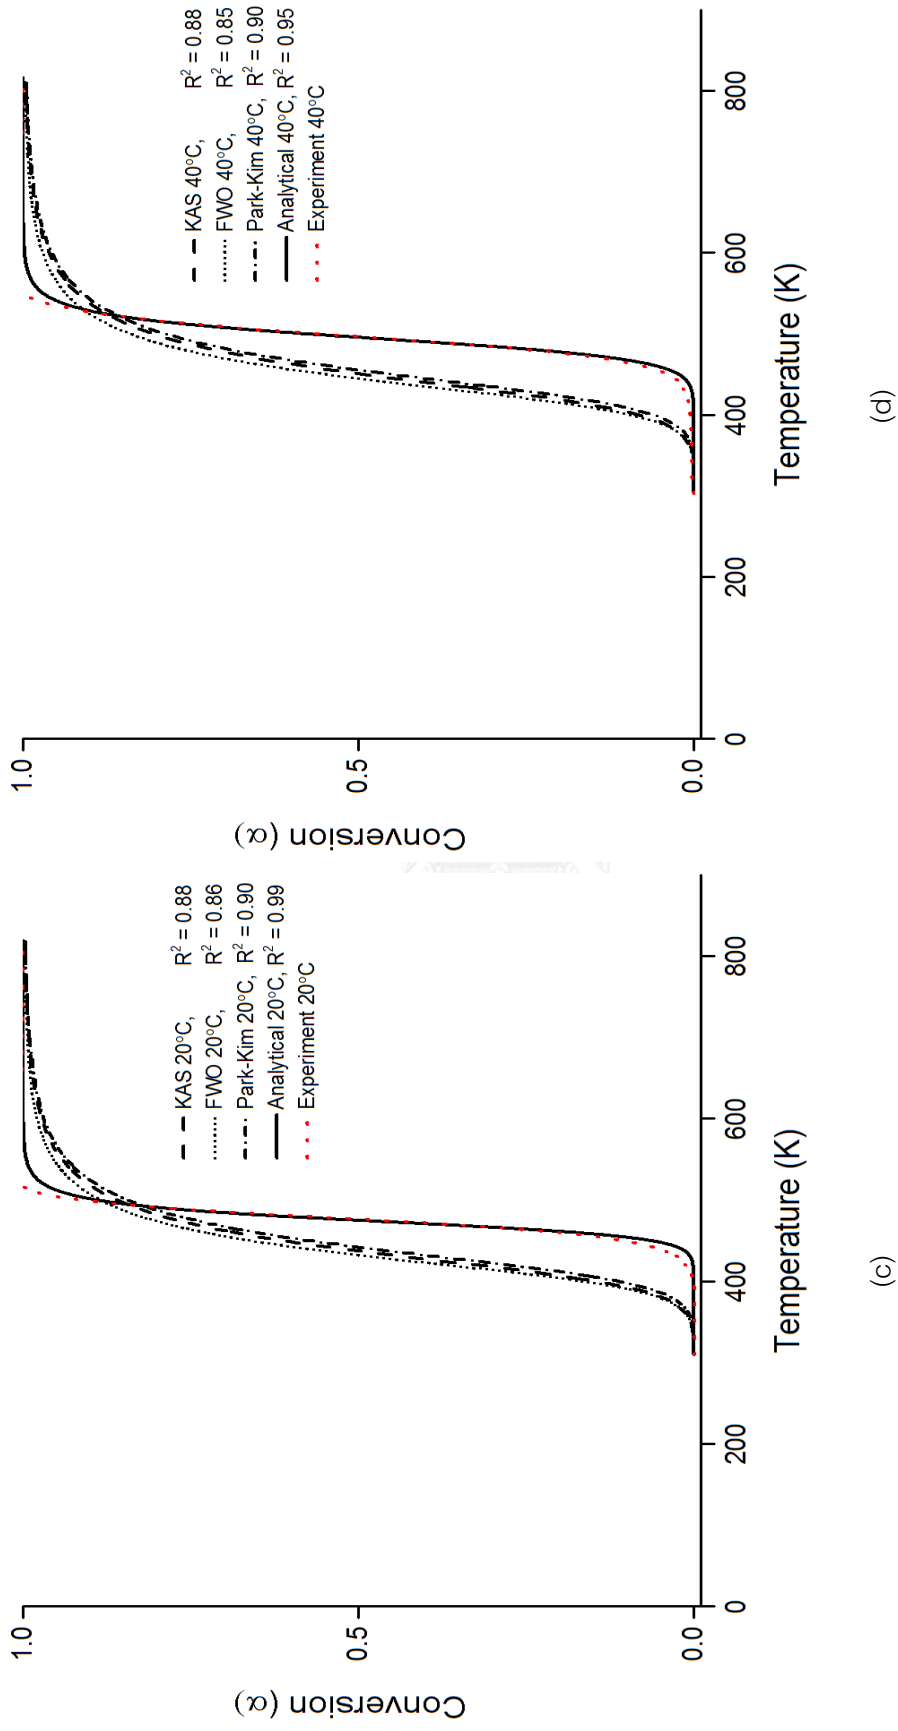 Conversion (α)
1.0
0.5
0.0
KAS 20°C, R² = 0.88
FWO 20°C, R² = 0.86
Park-Kim 20°C, R² = 0.90
Analytical 20°C, R² = 0.99
Experiment 20°C
0 200 400 600 800
Temperature (K)
(c)
Conversion (α)
1.0
0.5
0.0
KAS 40°C, R² = 0.88
FWO 40°C, R² = 0.85
Park-Kim 40°C, R² = 0.90
Analytical 40°C, R² = 0.95
Experiment 40°C
0 200 400 600 800
Temperature (K)
(d)